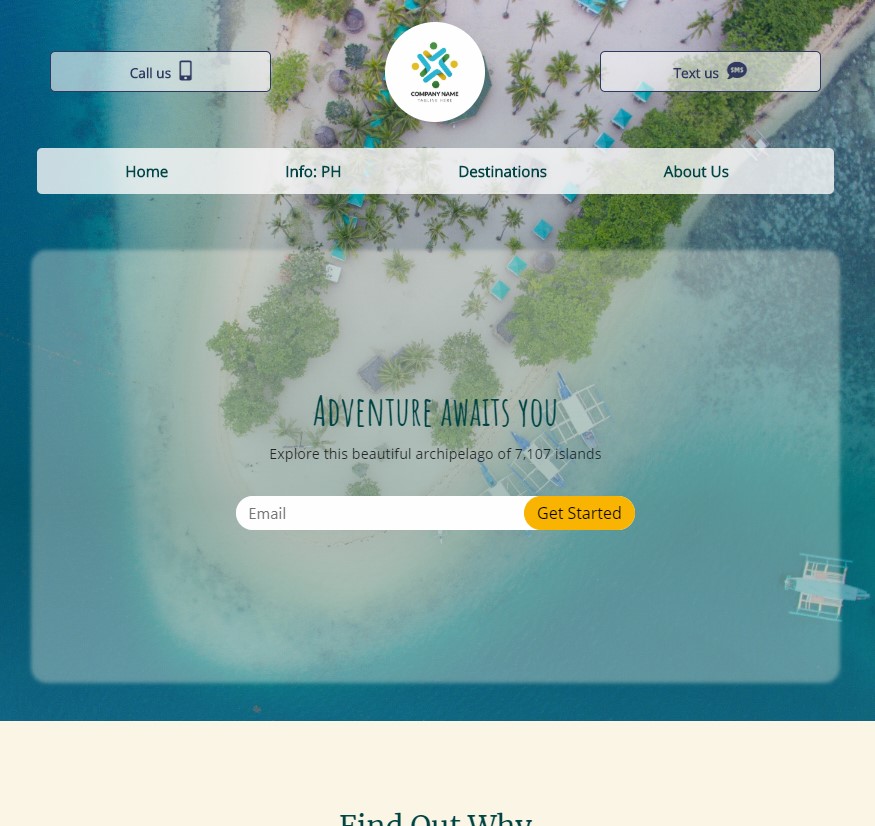 Call us
COMPANY NAME
TAGLINE HERE
SMS
Text us
Home
Info: PH
Destinations
About Us
Adventure awaits you
Explore this beautiful archipelago of 7,107 islands
Email
Get Started
Find Out Why